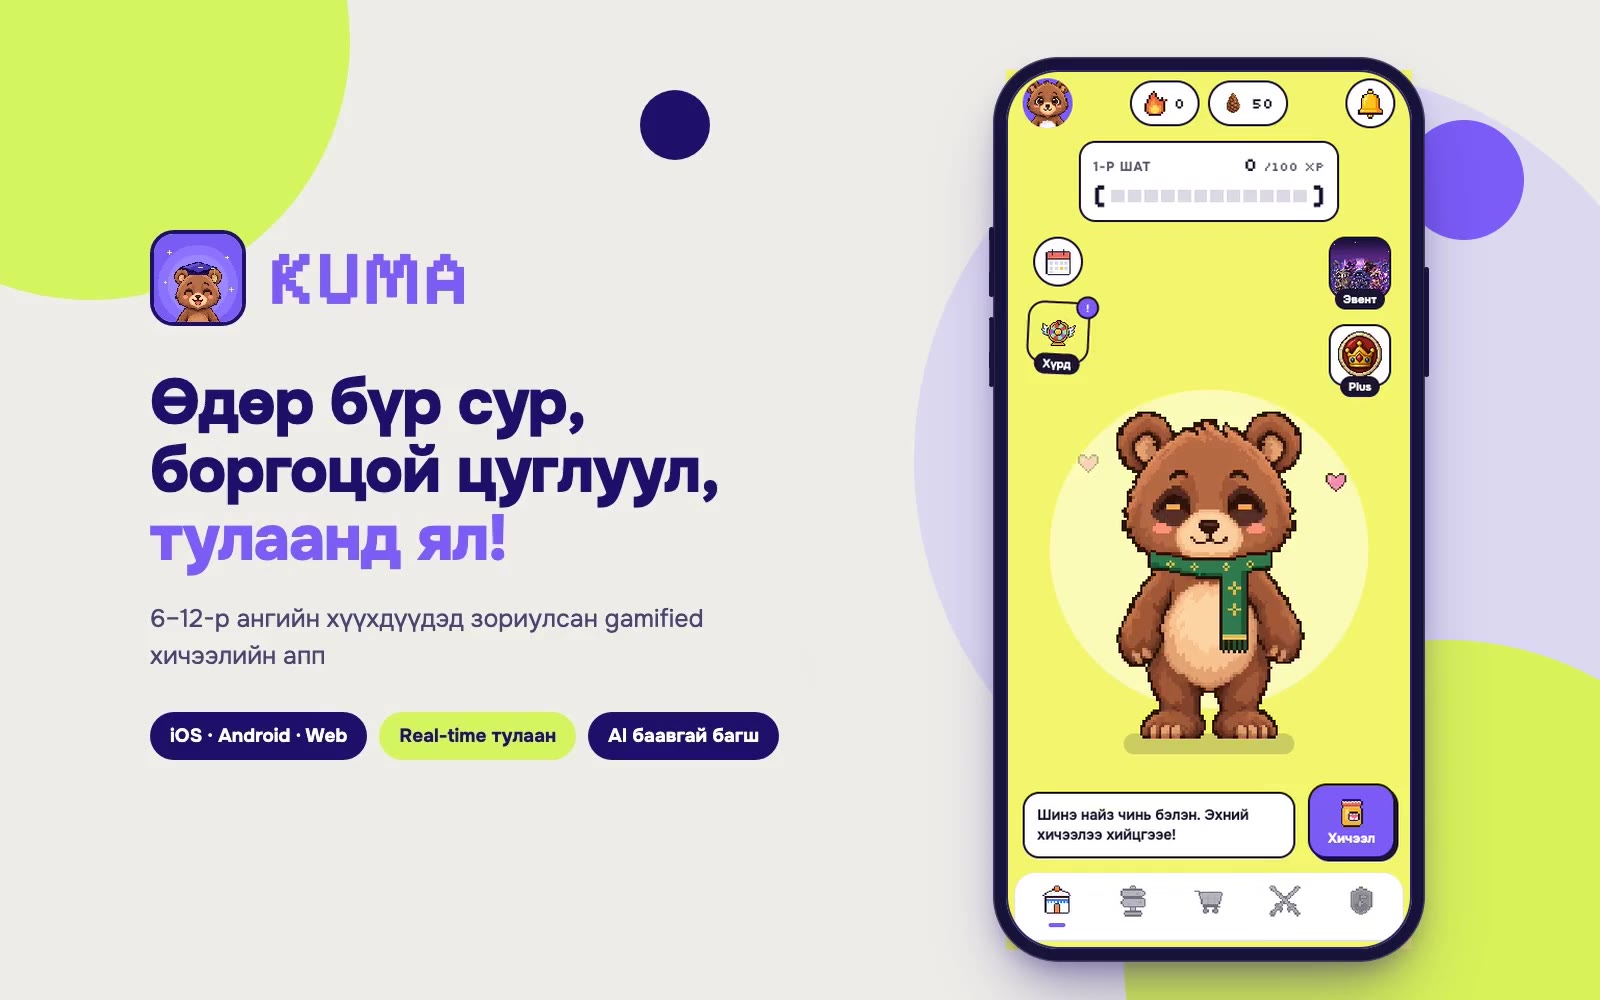 KUMA
Өдөр бүр сур,
боргоцой цуглуул,
тулаанд ял!
6–12-р ангийн хүүхдүүдэд зориулсан gamified
хичээлийн апп
iOS · Android · Web
Real-time тулаан
AI баавгай багш
0
50
1-Р ШАТ
0 /100 XP
!
Хүрд
Эвент
Plus
Шинэ найз чинь бэлэн. Эхний
хичээлээ хийцгээе!
Хичээл